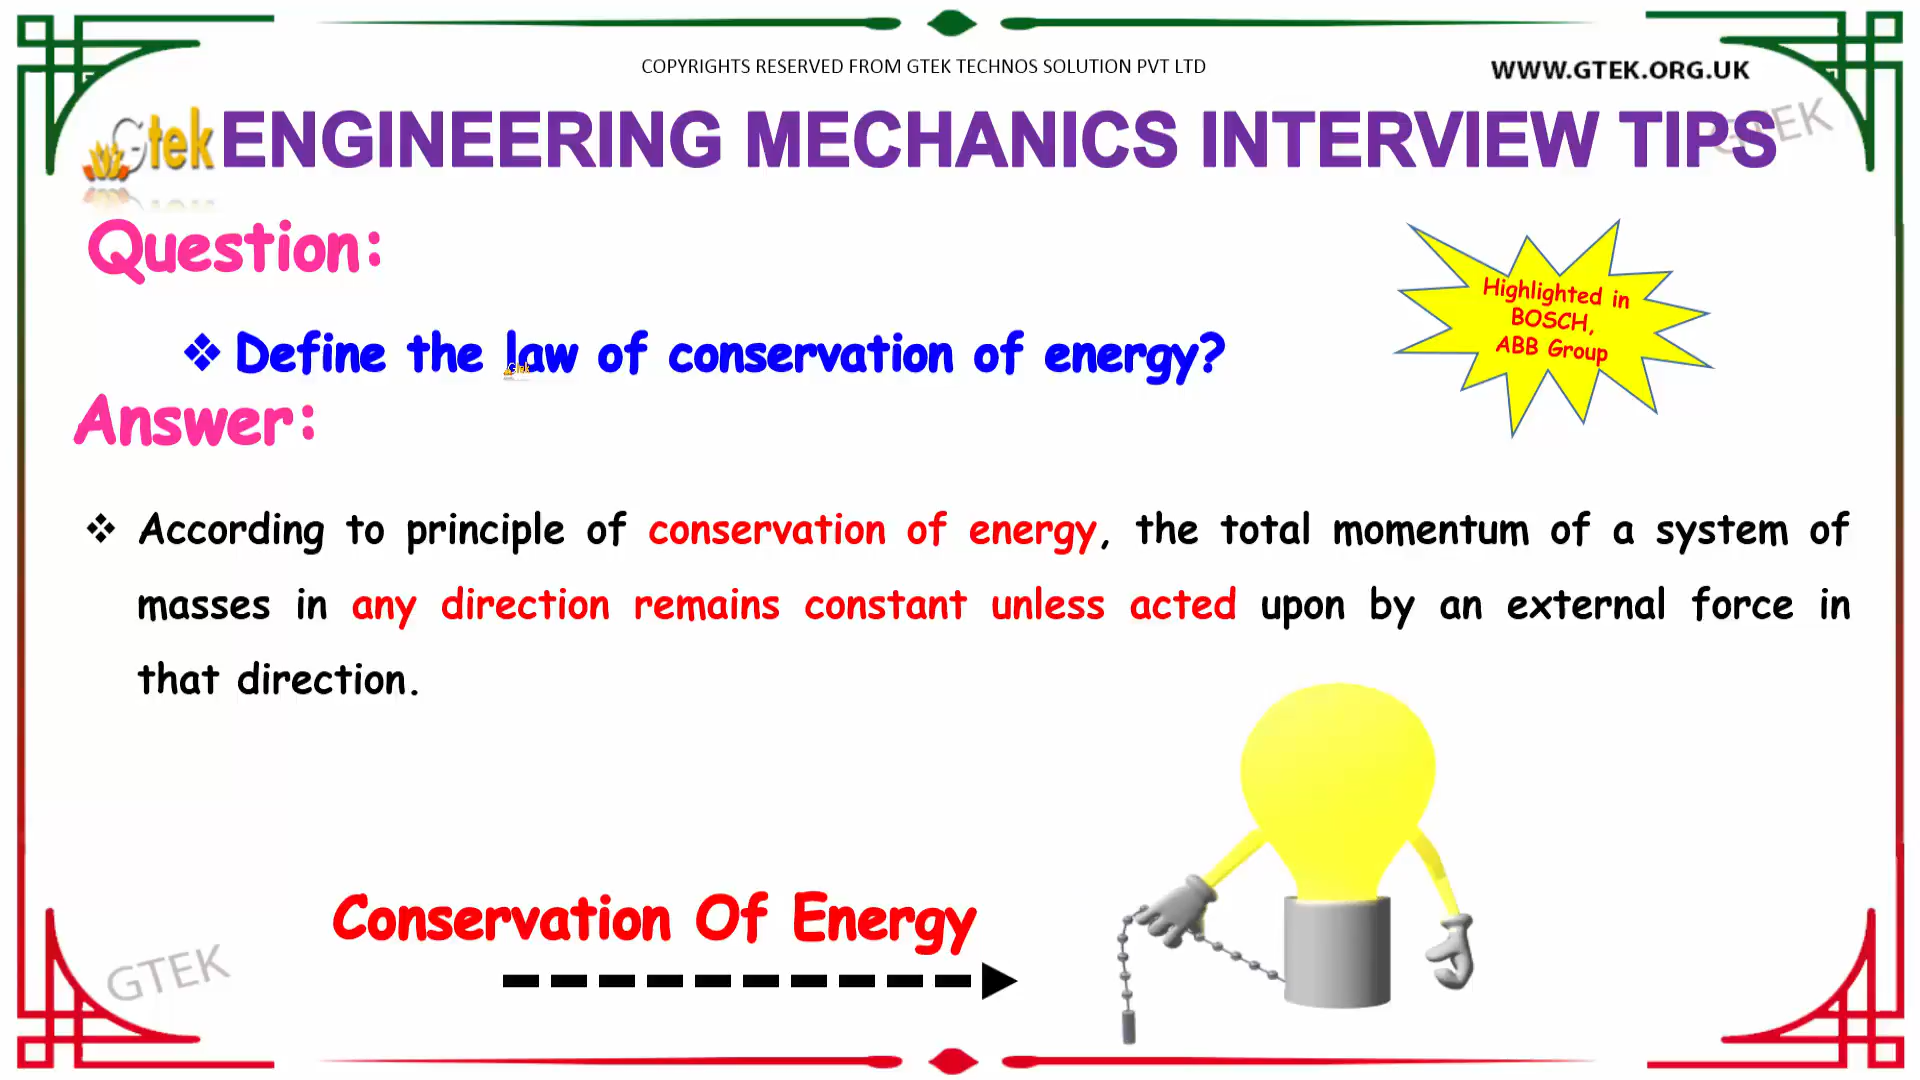 COPYRIGHTS RESERVED FROM GTEK TECHNOS SOLUTION PVT LTD
WWW.GTEK.ORG.UK
Gtek ENGINEERING MECHANICS INTERVIEW TIPS
GTEK
Question:
Highlighted in
BOSCH,
ABB Group
❖ Define the law of conservation of energy?
Gtek
Answer:
❖ According to principle of conservation of energy, the total momentum of a system of
masses in any direction remains constant unless acted upon by an external force in
that direction.
Conservation Of Energy
GTEK